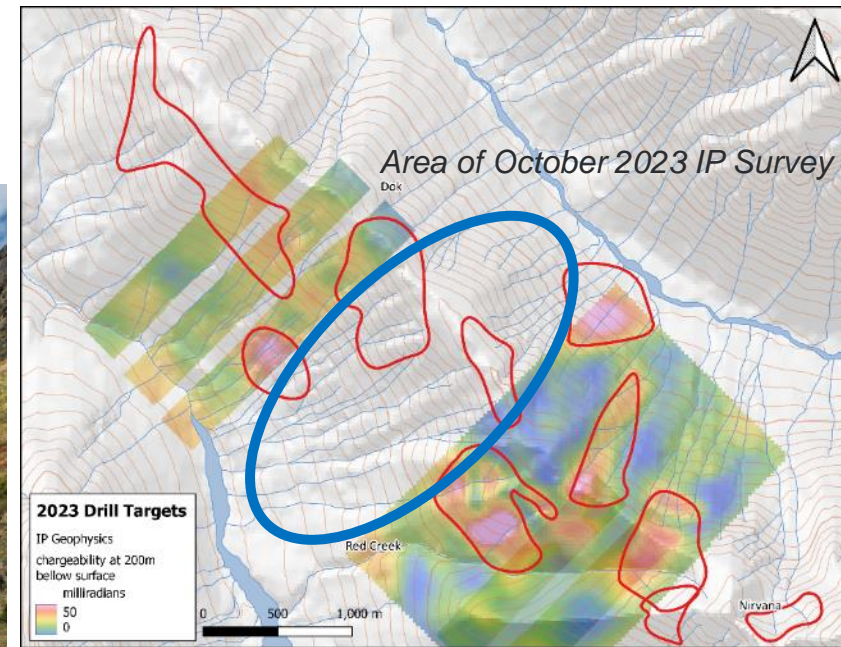 Area of October 2023 IP Survey
Dok
Red Creek
Nirvana
2023 Drill Targets
IP Geophysics
chargeability at 200m
bellow surface
milliradians
50
0
0 500 1,000 m